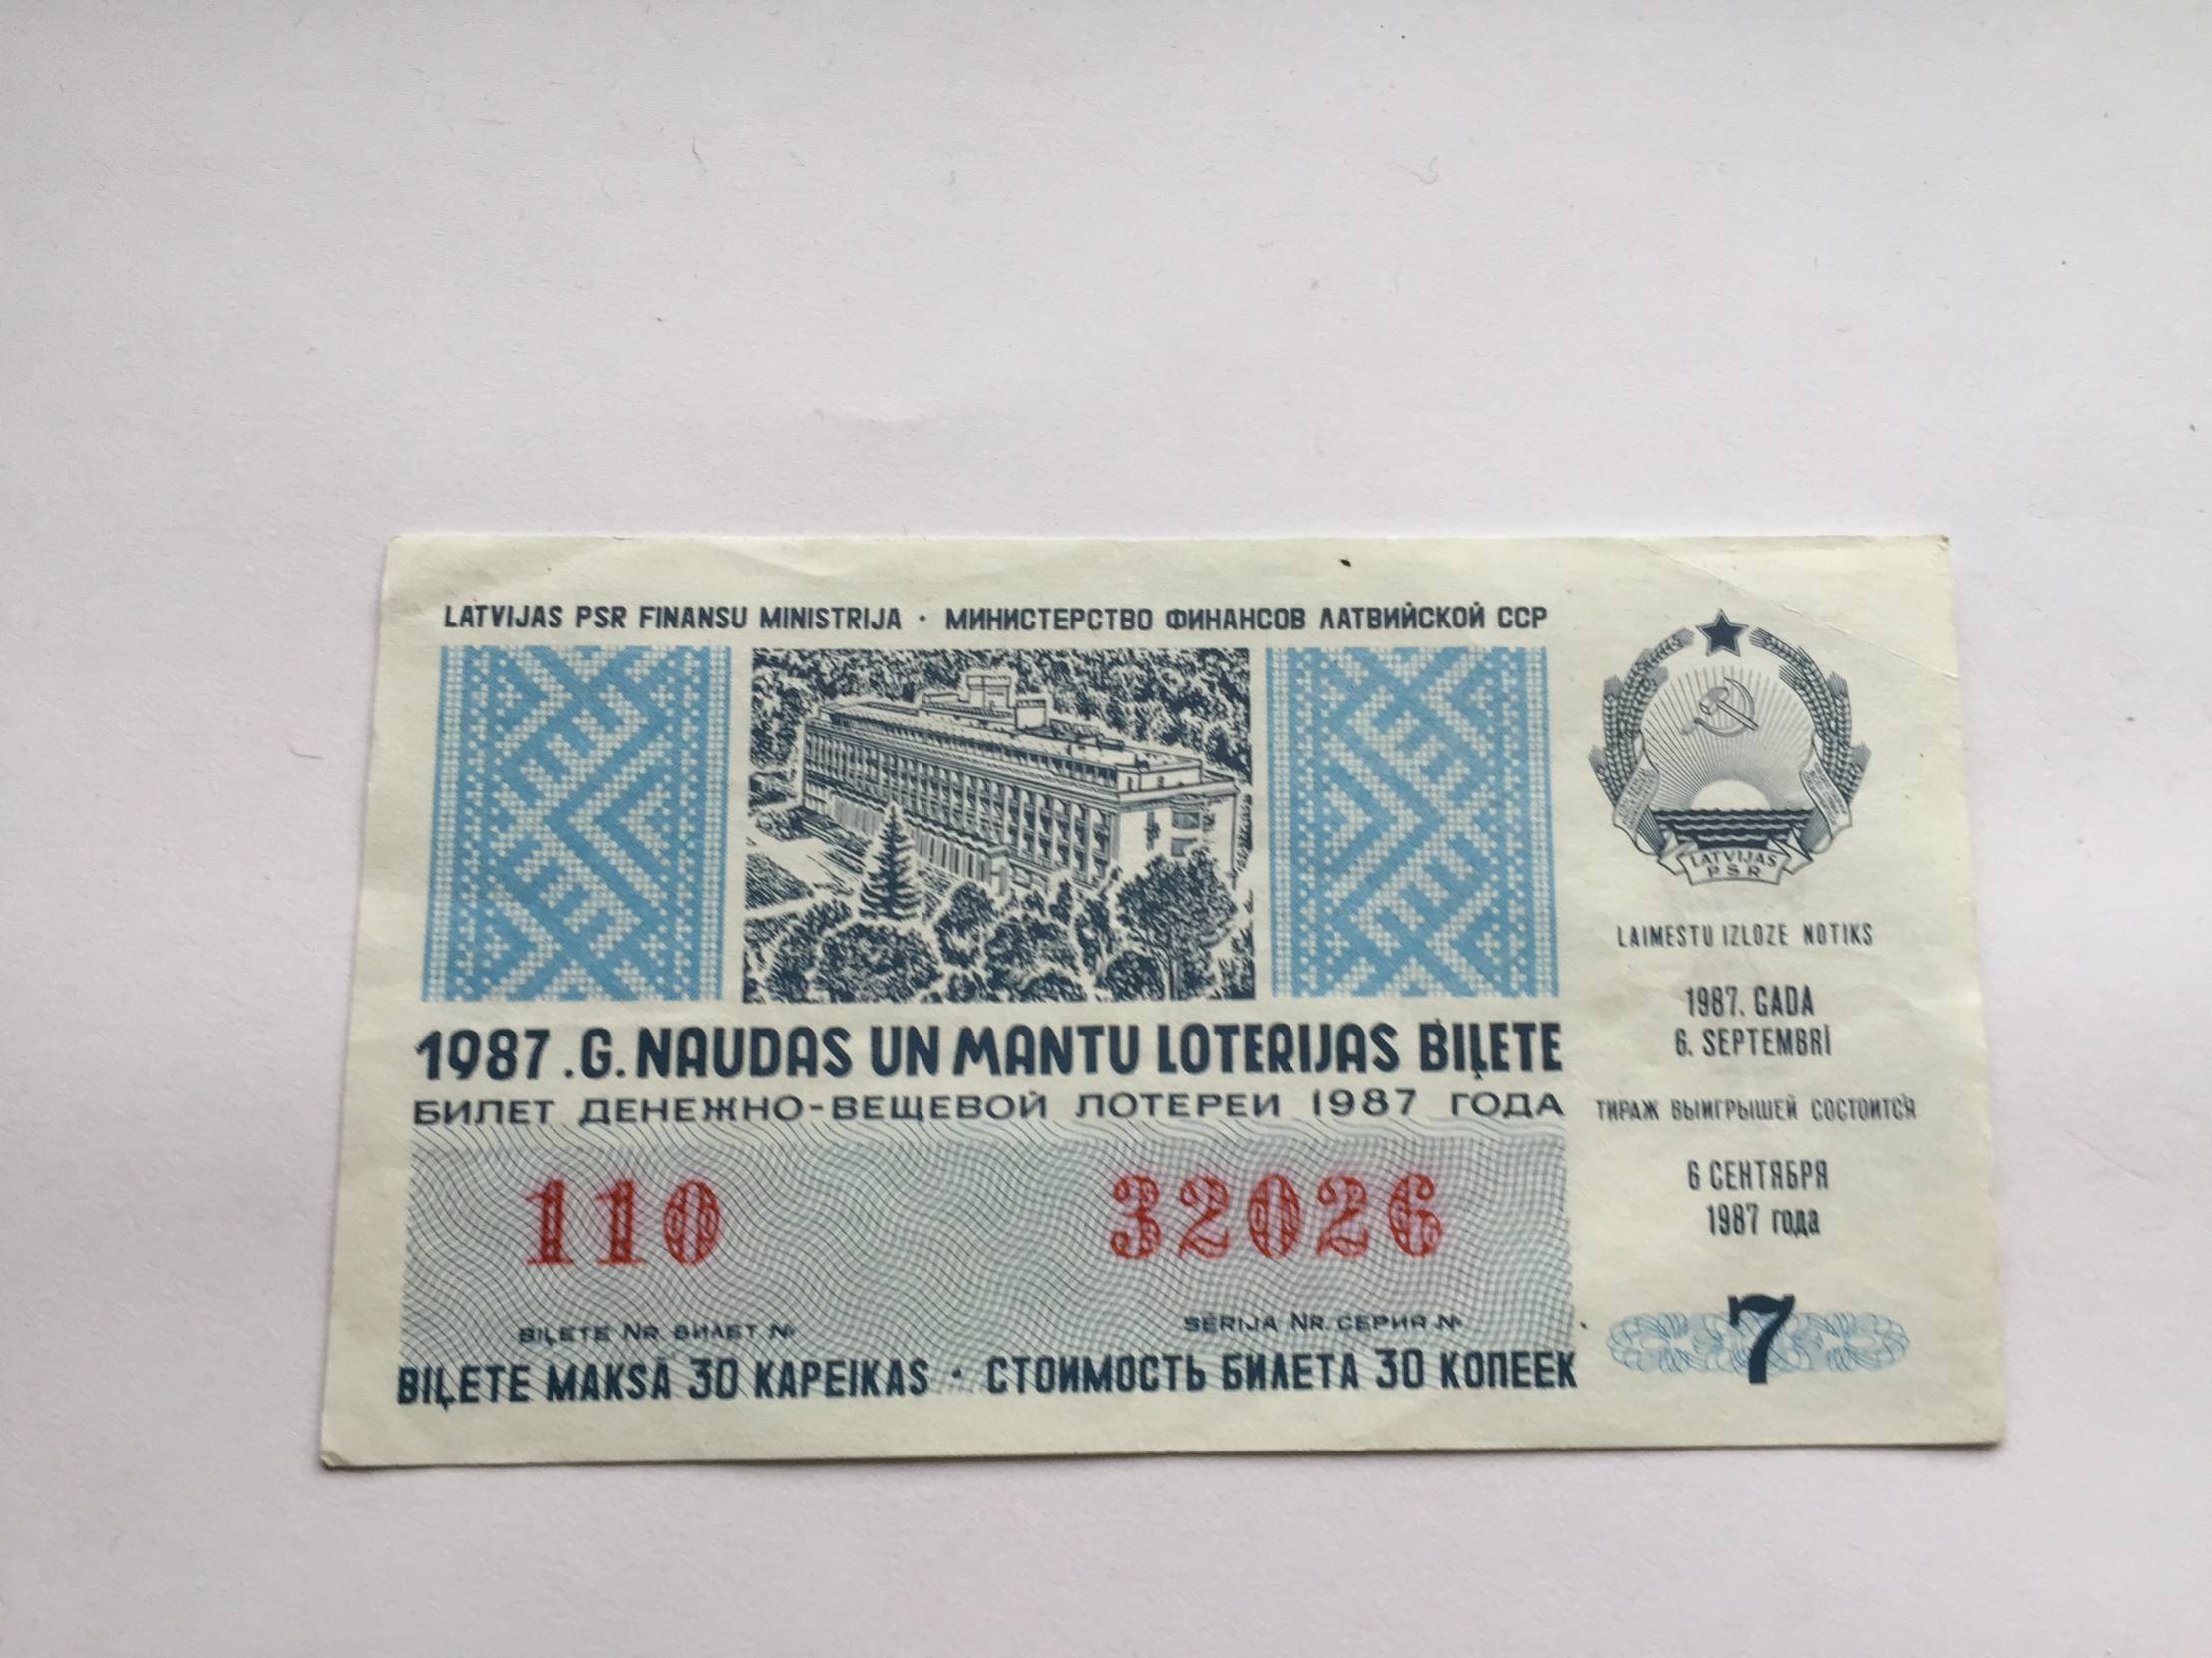 LATVIJAS PSR FINANSU MINISTRIJA · МИНИСТЕРСТВО ФИНАНСОВ ЛАТВИЙСКОЙ ССР
LATVIJAS
PSR
LAIMESTU IZLOZE NOTIKS
1987. GADA
6. SEPTEMBRĪ
ТИРАЖ ВЫИГРЫШЕЙ СОСТОИТСЯ
6 СЕНТЯБРЯ
1987 года
7
1987.G. NAUDAS UN MANTU LOTERIJAS BIĻETE
БИЛЕТ ДЕНЕЖНО-ВЕЩЕВОЙ ЛОТЕРЕИ 1987 ГОДА
110 32026
BIĻETE NR. БИЛЕТ № SĒRIJA NR. СЕРИЯ №
BIĻETE MAKSĀ 30 KAPEIKAS · СТОИМОСТЬ БИЛЕТА 30 КОПЕЕК